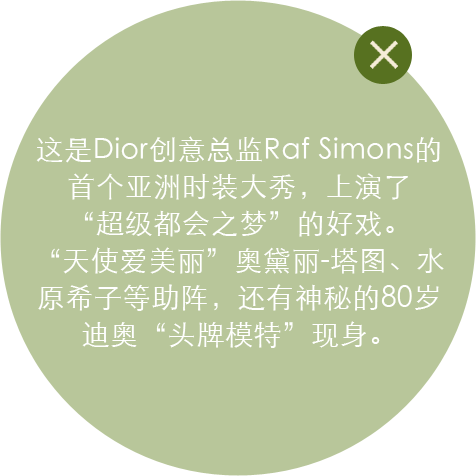 这是Dior创意总监Raf Simons的
首个亚洲时装大秀，上演了
“超级都会之梦”的好戏。
“天使爱美丽”奥黛丽-塔图、水
原希子等助阵，还有神秘的80岁
迪奥“头牌模特”现身。